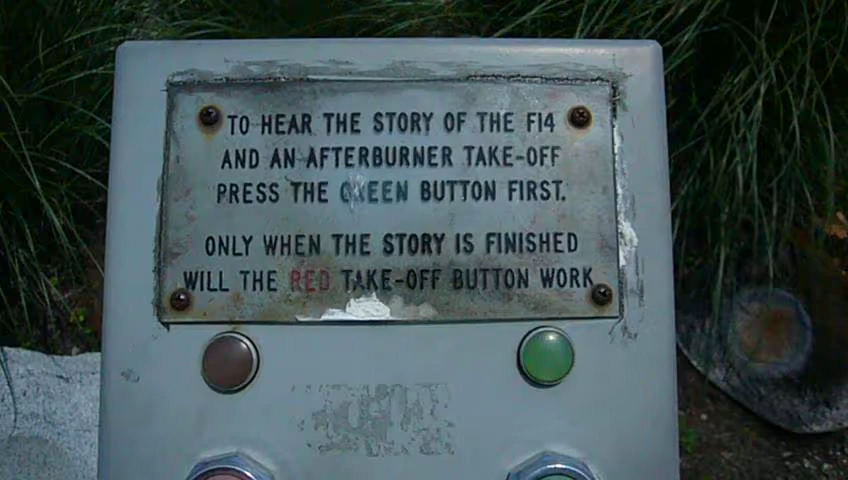 TO HEAR THE STORY OF THE F14
AND AN AFTERBURNER TAKE-OFF
PRESS THE GREEN BUTTON FIRST.
ONLY WHEN THE STORY IS FINISHED
WILL THE RED TAKE-OFF BUTTON WORK